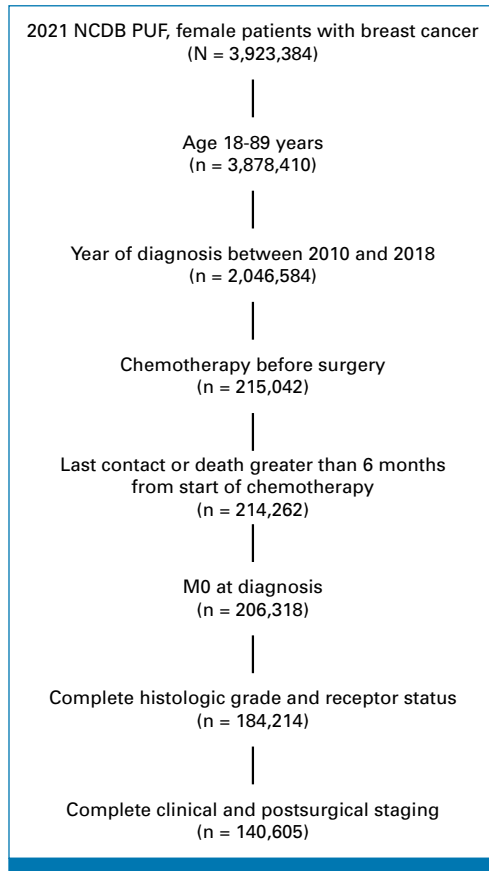 2021 NCDB PUF, female patients with breast cancer
(N = 3,923,384)
Age 18-89 years
(n = 3,878,410)
Year of diagnosis between 2010 and 2018
(n = 2,046,584)
Chemotherapy before surgery
(n = 215,042)
Last contact or death greater than 6 months
from start of chemotherapy
(n = 214,262)
M0 at diagnosis
(n = 206,318)
Complete histologic grade and receptor status
(n = 184,214)
Complete clinical and postsurgical staging
(n = 140,605)